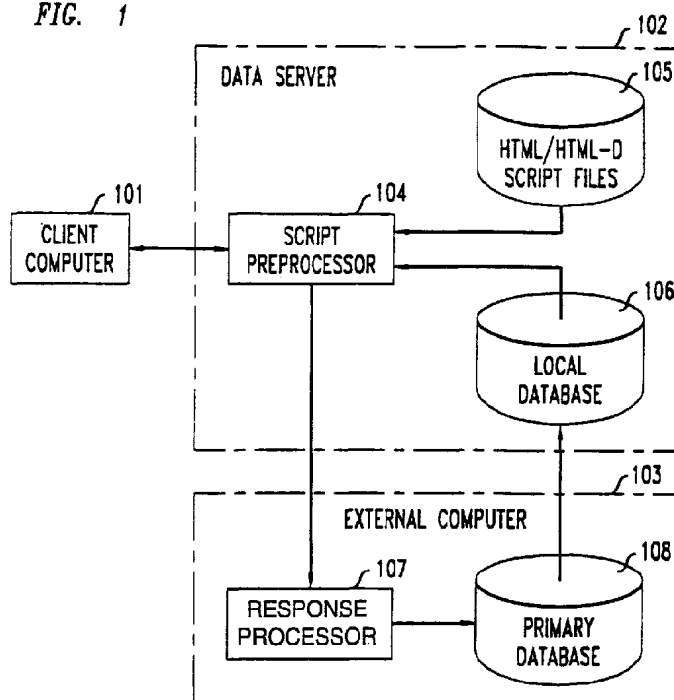 FIG. 1
102
DATA SERVER
105
HTML/HTML-D
SCRIPT FILES
101
CLIENT
COMPUTER
104
SCRIPT
PREPROCESSOR
106
LOCAL
DATABASE
103
EXTERNAL COMPUTER
107
RESPONSE
PROCESSOR
108
PRIMARY
DATABASE